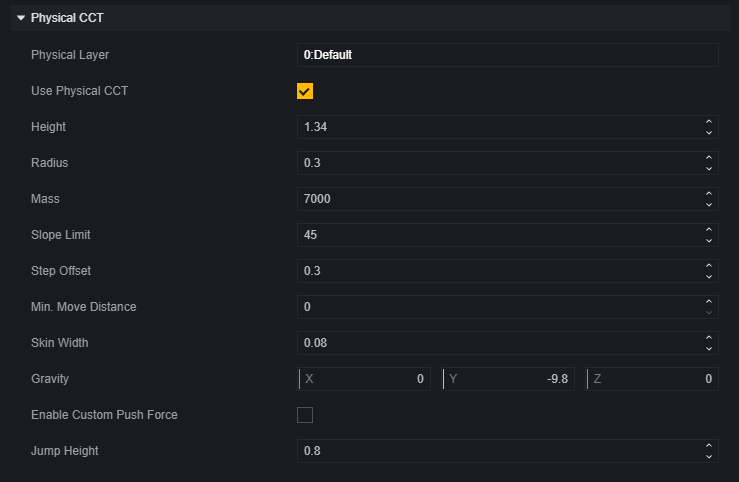 Physical CCT
Physical Layer 0:Default
Use Physical CCT
Height 1.34
Radius 0.3
Mass 7000
Slope Limit 45
Step Offset 0.3
Min. Move Distance 0
Skin Width 0.08
Gravity X 0 Y -9.8 Z 0
Enable Custom Push Force
Jump Height 0.8